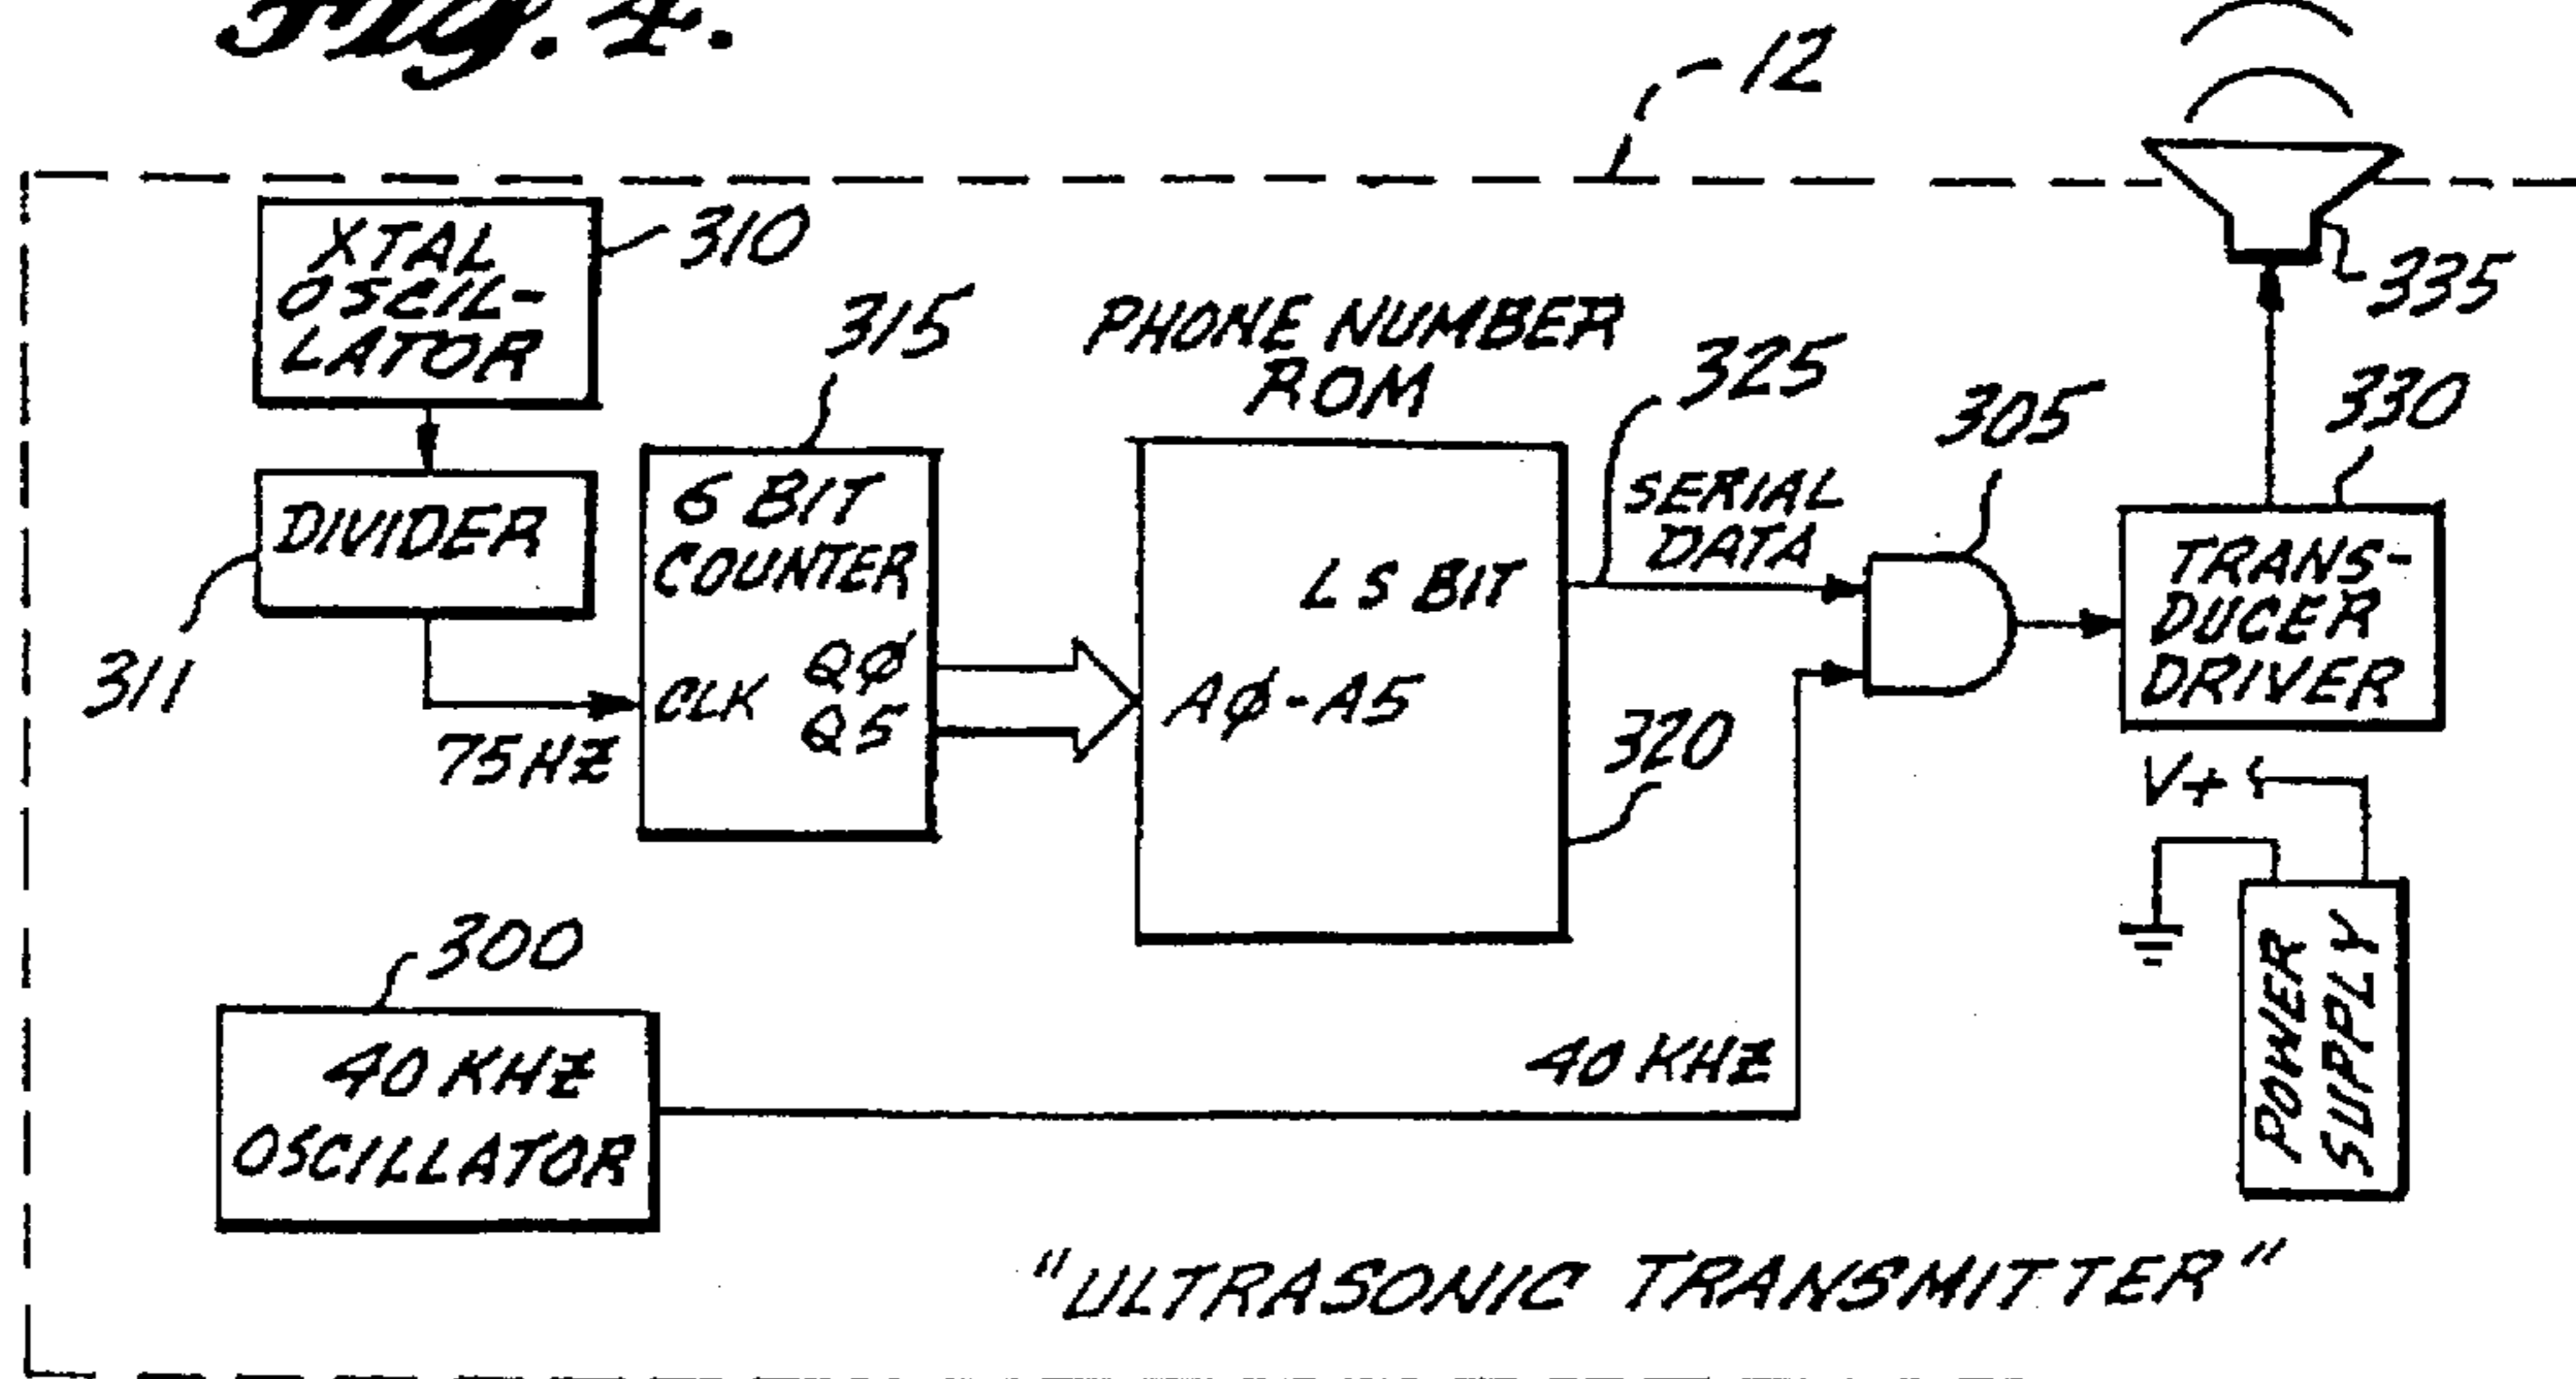 Fig. 4.
12
XTAL
OSCIL-
LATOR
310
335
315
PHONE NUMBER
ROM
325
305
330
DIVIDER
311
6 BIT
COUNTER
CLK
QØ
Q5
75 HZ
LS BIT
AØ-A5
320
SERIAL
DATA
TRANS-
DUCER
DRIVER
V+
POWER
SUPPLY
300
40 KHZ
OSCILLATOR
40 KHZ
"ULTRASONIC TRANSMITTER"